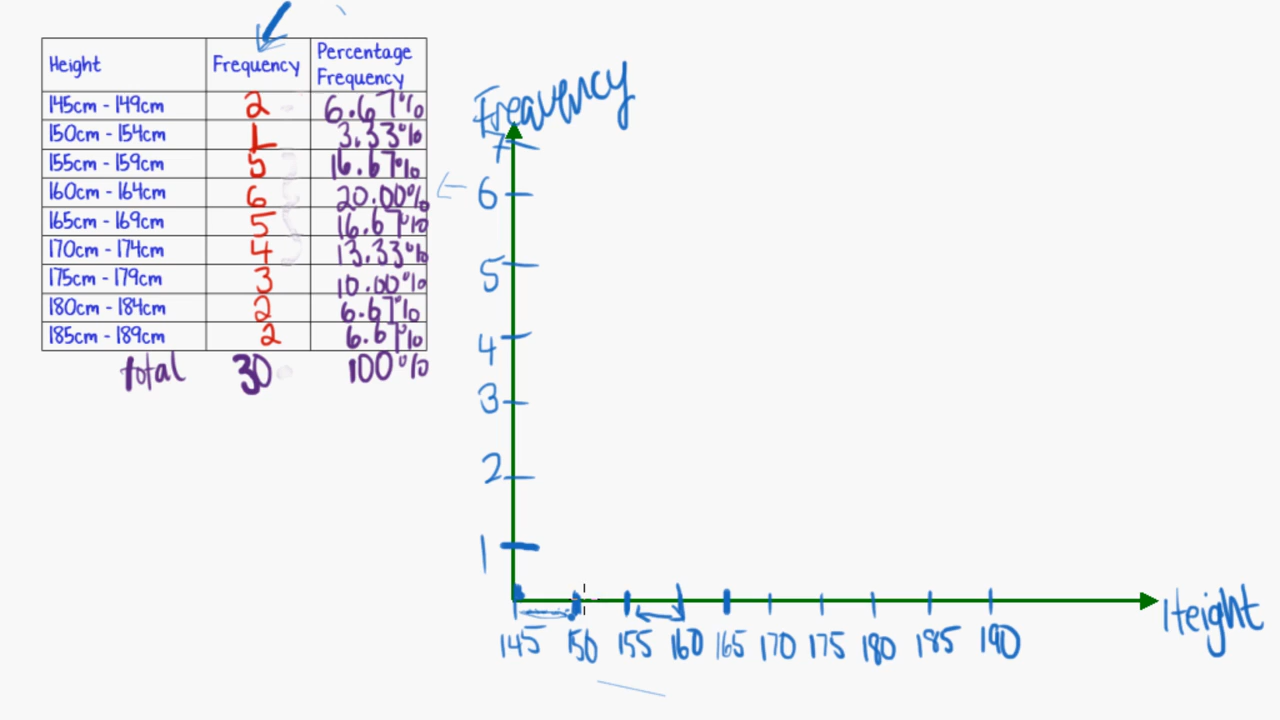 Height Frequency Percentage Frequency
145cm - 149cm 2 6.67%
150cm - 154cm 1 3.33%
155cm - 159cm 5 16.67%
160cm - 164cm 6 20.00%
165cm - 169cm 5 16.67%
170cm - 174cm 4 13.33%
175cm - 179cm 3 10.00%
180cm - 184cm 2 6.67%
185cm - 189cm 2 6.67%
total 30 100%
Frequency
7
6
5
4
3
2
1
145 150 155 160 165 170 175 180 185 190
Height